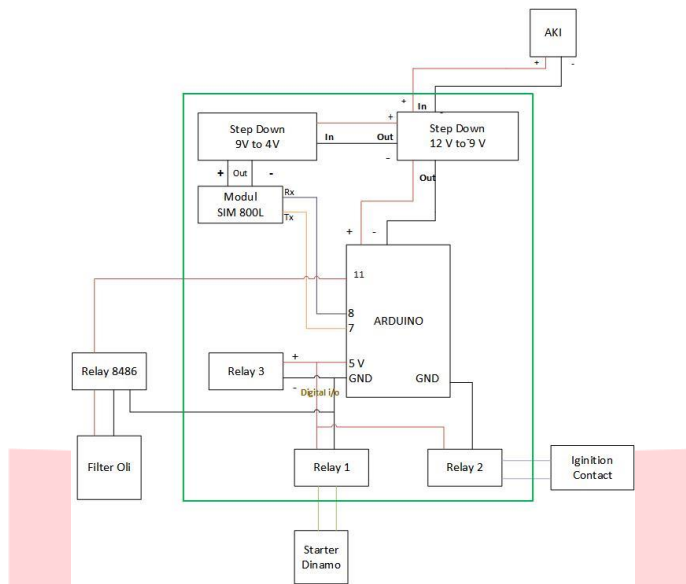 AKI
+
-
+
In
-
Step Down
9V to 4V
+
In
Out
-
Step Down
12 V to 9 V
+
Out
-
Out
Modul
SIM 800L
Rx
Tx
+
-
11
8
7
ARDUINO
5 V
GND
GND
Relay 8486
Relay 3
+
-
Digital i/o
Filter Oli
Relay 1
Relay 2
Iginition
Contact
Starter
Dinamo